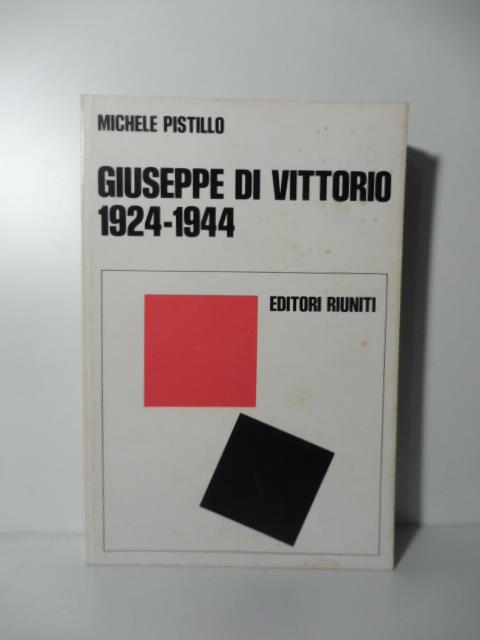 MICHELE PISTILLO
GIUSEPPE DI VITTORIO
1924-1944
EDITORI RIUNITI